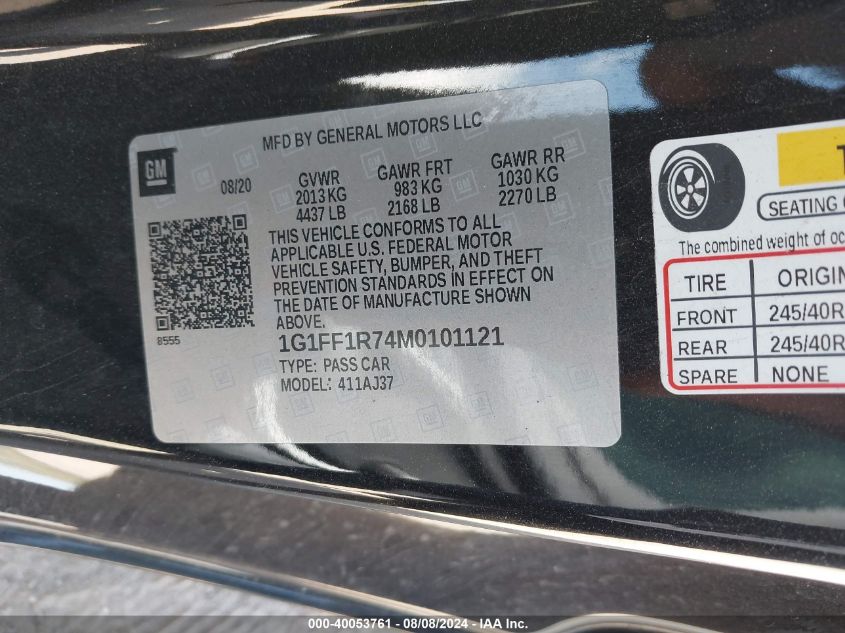 MFD BY GENERAL MOTORS LLC
GM
08/20
GVWR
2013 KG
4437 LB
GAWR FRT
983 KG
2168 LB
GAWR RR
1030 KG
2270 LB
THIS VEHICLE CONFORMS TO ALL
APPLICABLE U.S. FEDERAL MOTOR
VEHICLE SAFETY, BUMPER, AND THEFT
PREVENTION STANDARDS IN EFFECT ON
THE DATE OF MANUFACTURE SHOWN
ABOVE.
8555
1G1FF1R74M0101121
TYPE: PASS CAR
MODEL: 411AJ37
SEATING
The combined weight of
TIRE
FRONT 245/40R
REAR 245/40R
SPARE NONE
000-40053761 - 08/08/2024 - IAA Inc.